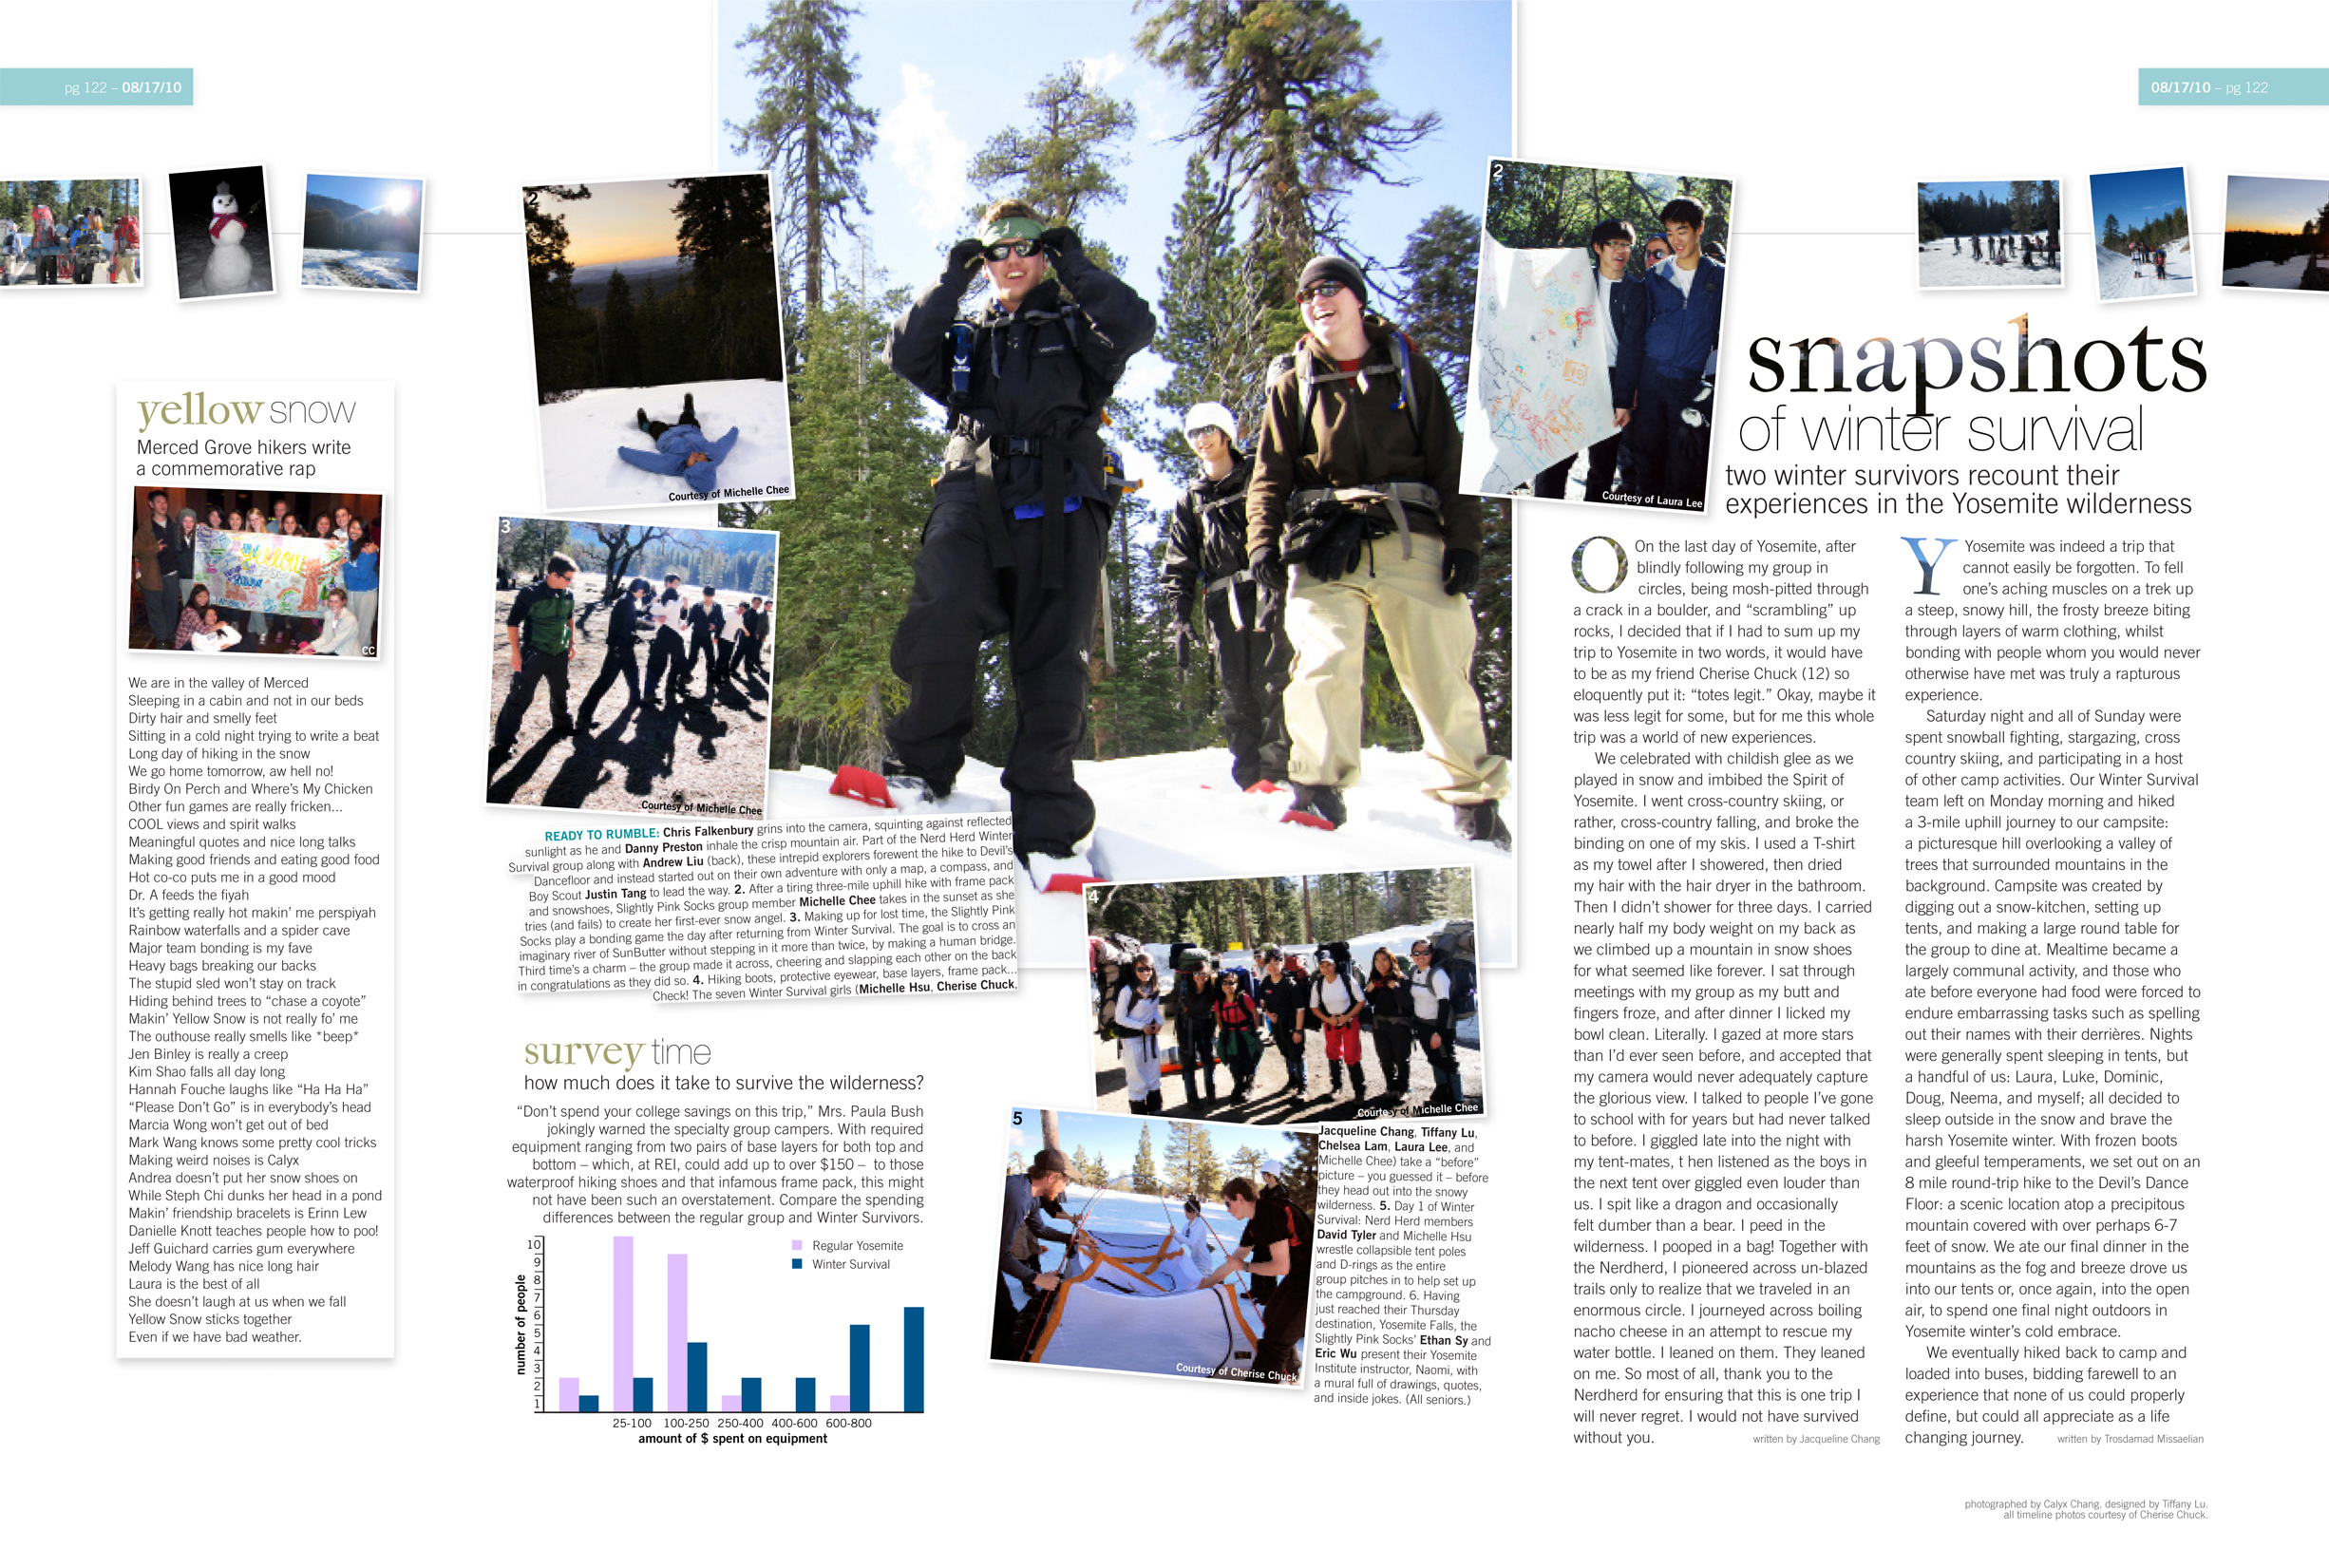 pg 122 – 08/17/10
08/17/10 – pg 122
yellow snow
Merced Grove hikers write
a commemorative rap
CC
We are in the valley of Merced
Sleeping in a cabin and not in our beds
Dirty hair and smelly feet
Sitting in a cold night trying to write a beat
Long day of hiking in the snow
We go home tomorrow, aw hell no!
Birdy On Perch and Where's My Chicken
Other fun games are really fricken...
COOL views and spirit walks
Meaningful quotes and nice long talks
Making good friends and eating good food
Hot co-co puts me in a good mood
Dr. A feeds the fiyah
It's getting really hot makin' me perspiyah
Rainbow waterfalls and a spider cave
Major team bonding is my fave
Heavy bags breaking our backs
The stupid sled won't stay on track
Hiding behind trees to “chase a coyote”
Makin' Yellow Snow is not really fo' me
The outhouse really smells like *beep*
Jen Binley is really a creep
Kim Shao falls all day long
Hannah Fouche laughs like “Ha Ha Ha”
“Please Don't Go” is in everybody's head
Marcia Wong won't get out of bed
Mark Wang knows some pretty cool tricks
Making weird noises is Calyx
Andrea doesn't put her snow shoes on
While Steph Chi dunks her head in a pond
Makin' friendship bracelets is Erinn Lew
Danielle Knott teaches people how to poo!
Jeff Guichard carries gum everywhere
Melody Wang has nice long hair
Laura is the best of all
She doesn't laugh at us when we fall
Yellow Snow sticks together
Even if we have bad weather.
2
Courtesy of Michelle Chee
3
Courtesy of Michelle Chee
2
Courtesy of Laura Lee
READY TO RUMBLE: Chris Falkenbury grins into the camera, squinting against reflected
sunlight as he and Danny Preston inhale the crisp mountain air. Part of the Nerd Herd Winter
Survival group along with Andrew Liu (back), these intrepid explorers forewent the hike to Devil's
Dancefloor and instead started out on their own adventure with only a map, a compass, and
Boy Scout Justin Tang to lead the way. 2. After a tiring three-mile uphill hike with frame pack
and snowshoes, Slightly Pink Socks group member Michelle Chee takes in the sunset as she
tries (and fails) to create her first-ever snow angel. 3. Making up for lost time, the Slightly Pink
Socks play a bonding game the day after returning from Winter Survival. The goal is to cross an
imaginary river of SunButter without stepping in it more than twice, by making a human bridge.
Third time's a charm – the group made it across, cheering and slapping each other on the back
in congratulations as they did so. 4. Hiking boots, protective eyewear, base layers, frame pack...
Check! The seven Winter Survival girls (Michelle Hsu, Cherise Chuck,
4
Courtesy of Michelle Chee
5
Courtesy of Cherise Chuck
Jacqueline Chang, Tiffany Lu,
Chelsea Lam, Laura Lee, and
Michelle Chee) take a “before”
picture – you guessed it – before
they head out into the snowy
wilderness. 5. Day 1 of Winter
Survival: Nerd Herd members
David Tyler and Michelle Hsu
wrestle collapsible tent poles
and D-rings as the entire
group pitches in to help set up
the campground. 6. Having
just reached their Thursday
destination, Yosemite Falls, the
Slightly Pink Socks' Ethan Sy and
Eric Wu present their Yosemite
Institute instructor, Naomi, with
a mural full of drawings, quotes,
and inside jokes. (All seniors.)
survey time
how much does it take to survive the wilderness?
“Don't spend your college savings on this trip,” Mrs. Paula Bush
jokingly warned the specialty group campers. With required
equipment ranging from two pairs of base layers for both top and
bottom – which, at REI, could add up to over $150 – to those
waterproof hiking shoes and that infamous frame pack, this might
not have been such an overstatement. Compare the spending
differences between the regular group and Winter Survivors.
Regular Yosemite
Winter Survival
number of people
10
9
8
7
6
5
4
3
2
1
25-100 100-250 250-400 400-600 600-800
amount of $ spent on equipment
snapshots
of winter survival
two winter survivors recount their
experiences in the Yosemite wilderness
O On the last day of Yosemite, after
blindly following my group in
circles, being mosh-pitted through
a crack in a boulder, and “scrambling” up
rocks, I decided that if I had to sum up my
trip to Yosemite in two words, it would have
to be as my friend Cherise Chuck (12) so
eloquently put it: “totes legit.” Okay, maybe it
was less legit for some, but for me this whole
trip was a world of new experiences.
We celebrated with childish glee as we
played in snow and imbibed the Spirit of
Yosemite. I went cross-country skiing, or
rather, cross-country falling, and broke the
binding on one of my skis. I used a T-shirt
as my towel after I showered, then dried
my hair with the hair dryer in the bathroom.
Then I didn't shower for three days. I carried
nearly half my body weight on my back as
we climbed up a mountain in snow shoes
for what seemed like forever. I sat through
meetings with my group as my butt and
fingers froze, and after dinner I licked my
bowl clean. Literally. I gazed at more stars
than I'd ever seen before, and accepted that
my camera would never adequately capture
the glorious view. I talked to people I've gone
to school with for years but had never talked
to before. I giggled late into the night with
my tent-mates, t hen listened as the boys in
the next tent over giggled even louder than
us. I spit like a dragon and occasionally
felt dumber than a bear. I peed in the
wilderness. I pooped in a bag! Together with
the Nerdherd, I pioneered across un-blazed
trails only to realize that we traveled in an
enormous circle. I journeyed across boiling
nacho cheese in an attempt to rescue my
water bottle. I leaned on them. They leaned
on me. So most of all, thank you to the
Nerdherd for ensuring that this is one trip I
will never regret. I would not have survived
without you.
written by Jacqueline Chang
Y Yosemite was indeed a trip that
cannot easily be forgotten. To fell
one's aching muscles on a trek up
a steep, snowy hill, the frosty breeze biting
through layers of warm clothing, whilst
bonding with people whom you would never
otherwise have met was truly a rapturous
experience.
Saturday night and all of Sunday were
spent snowball fighting, stargazing, cross
country skiing, and participating in a host
of other camp activities. Our Winter Survival
team left on Monday morning and hiked
a 3-mile uphill journey to our campsite:
a picturesque hill overlooking a valley of
trees that surrounded mountains in the
background. Campsite was created by
digging out a snow-kitchen, setting up
tents, and making a large round table for
the group to dine at. Mealtime became a
largely communal activity, and those who
ate before everyone had food were forced to
endure embarrassing tasks such as spelling
out their names with their derrières. Nights
were generally spent sleeping in tents, but
a handful of us: Laura, Luke, Dominic,
Doug, Neema, and myself; all decided to
sleep outside in the snow and brave the
harsh Yosemite winter. With frozen boots
and gleeful temperaments, we set out on an
8 mile round-trip hike to the Devil's Dance
Floor: a scenic location atop a precipitous
mountain covered with over perhaps 6-7
feet of snow. We ate our final dinner in the
mountains as the fog and breeze drove us
into our tents or, once again, into the open
air, to spend one final night outdoors in
Yosemite winter's cold embrace.
We eventually hiked back to camp and
loaded into buses, bidding farewell to an
experience that none of us could properly
define, but could all appreciate as a life
changing journey.
written by Trosdamad Missaelian
photographed by Calyx Chang. designed by Tiffany Lu.
all timeline photos courtesy of Cherise Chuck.